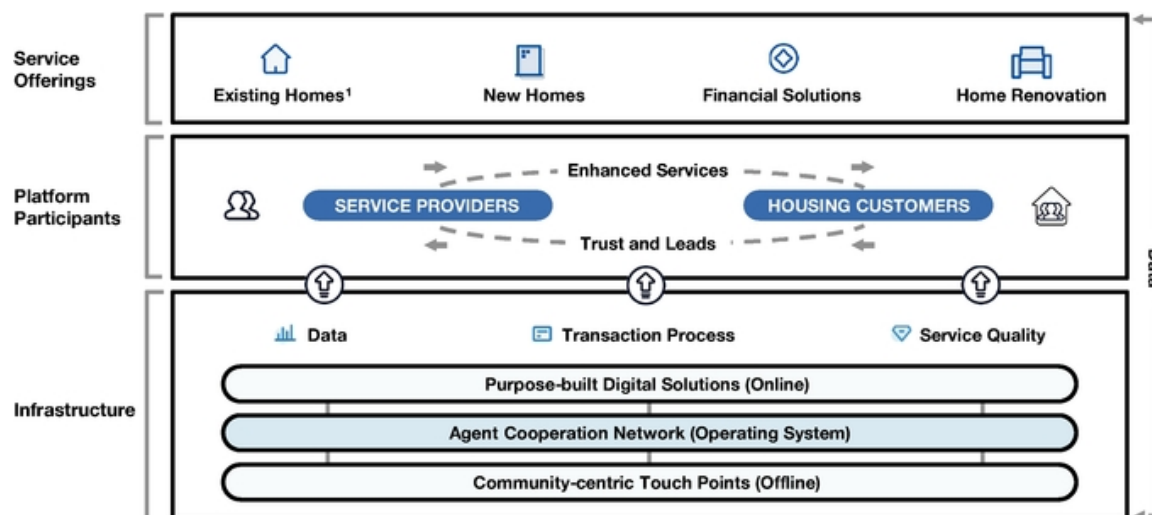 Service
Offerings
Existing Homes¹
New Homes
Financial Solutions
Home Renovation
Platform
Participants
Enhanced Services
SERVICE PROVIDERS
HOUSING CUSTOMERS
Trust and Leads
Infrastructure
Data
Transaction Process
Service Quality
Purpose-built Digital Solutions (Online)
Agent Cooperation Network (Operating System)
Community-centric Touch Points (Offline)